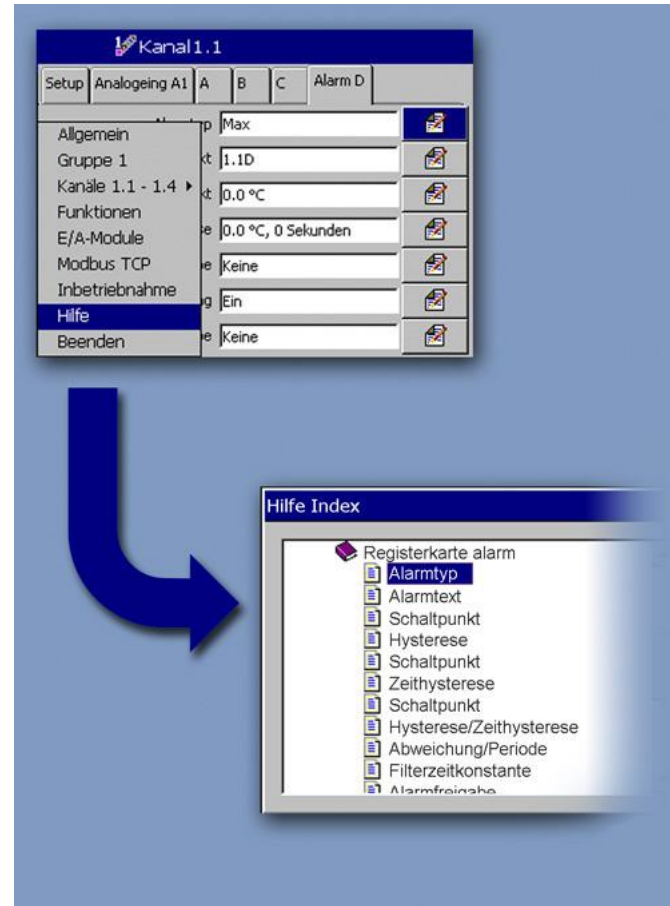 Kanal1.1
Setup Analogeing A1 A B C Alarm D
Max
1.1D
0.0 °C
0.0 °C, 0 Sekunden
Keine
Ein
Keine
Allgemein
Gruppe 1
Kanäle 1.1 - 1.4
Funktionen
E/A-Module
Modbus TCP
Inbetriebnahme
Hilfe
Beenden
Hilfe Index
Registerkarte alarm
Alarmtyp
Alarmtext
Schaltpunkt
Hysterese
Schaltpunkt
Zeithysterese
Schaltpunkt
Hysterese/Zeithysterese
Abweichung/Periode
Filterzeitkonstante
Alarmfreigabe